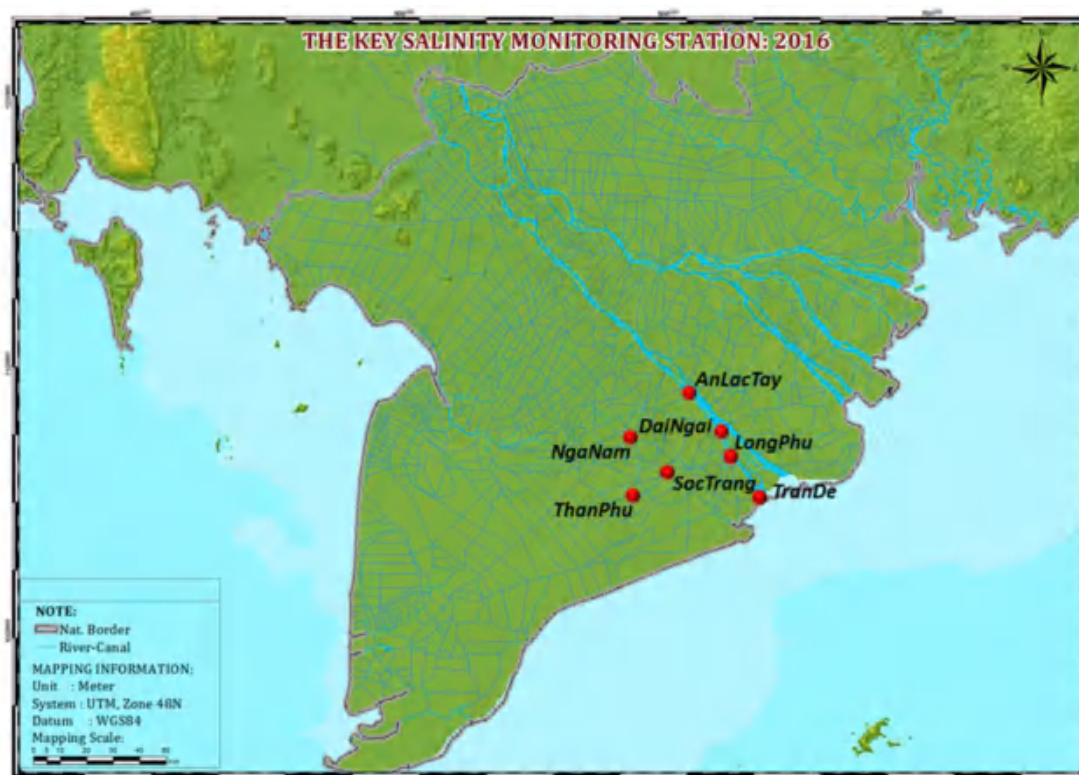 THE KEY SALINITY MONITORING STATION: 2016
AnLacTay
DaiNgai
LongPhu
NgaNam
SocTrang
TranDe
ThanPhu
NOTE:
Nat. Border
River-Canal
MAPPING INFORMATION:
Unit : Meter
System : UTM, Zone 48N
Datum : WGS84
Mapping Scale: